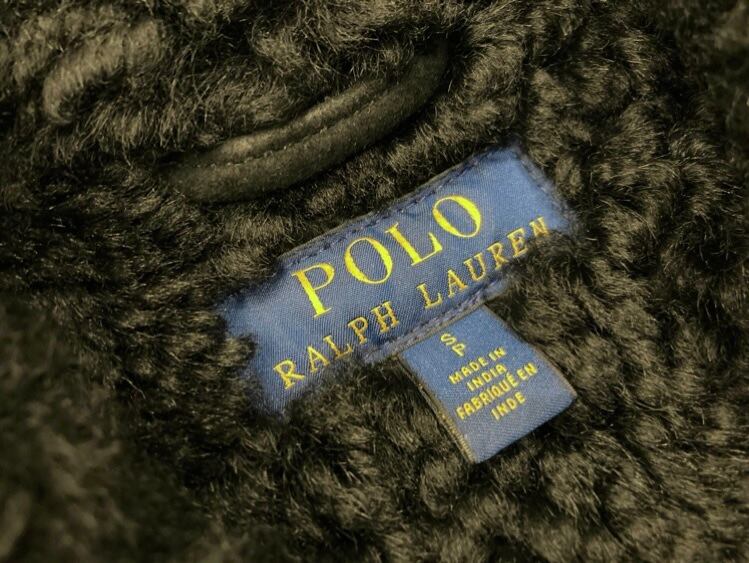 POLO
RALPH LAUREN
S
P
MADE IN
INDIA
FABRIQUÉ EN
INDE